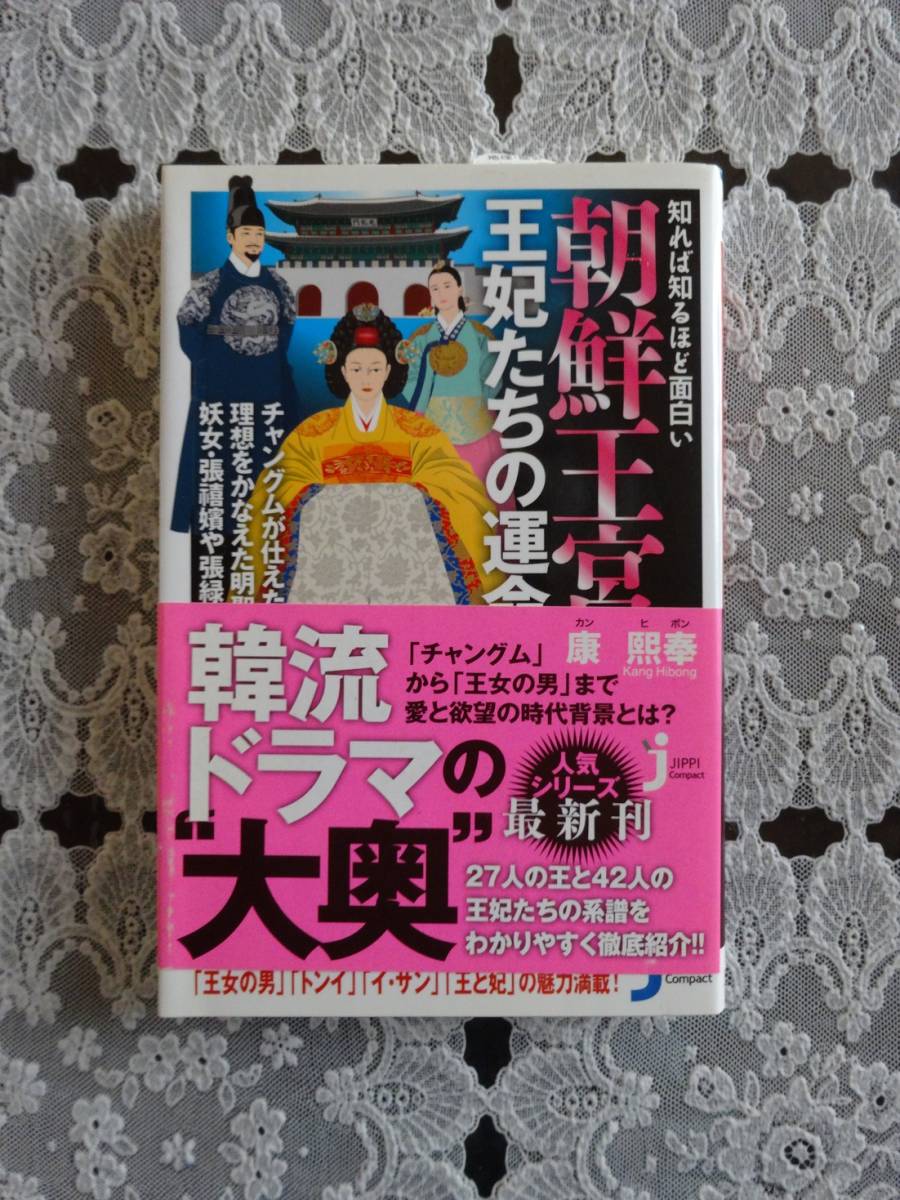 知れば知るほど面白い
朝鮮王宮
王妃たちの運命
チャングムが仕えた
理想をかなえた明聖
妖女・張禧嬪や張緑
康 熙奉
カン ヒ ボン
Kang Hibong
「チャングム」
から「王女の男」まで
愛と欲望の時代背景とは?
韓流
ドラマの
“大奥”
人気
シリーズ
最新刊
JIPPI
Compact
27人の王と42人の
王妃たちの系譜を
わかりやすく徹底紹介!!
「王女の男」「トンイ」「イ・サン」「王と妃」の魅力満載!
Compact